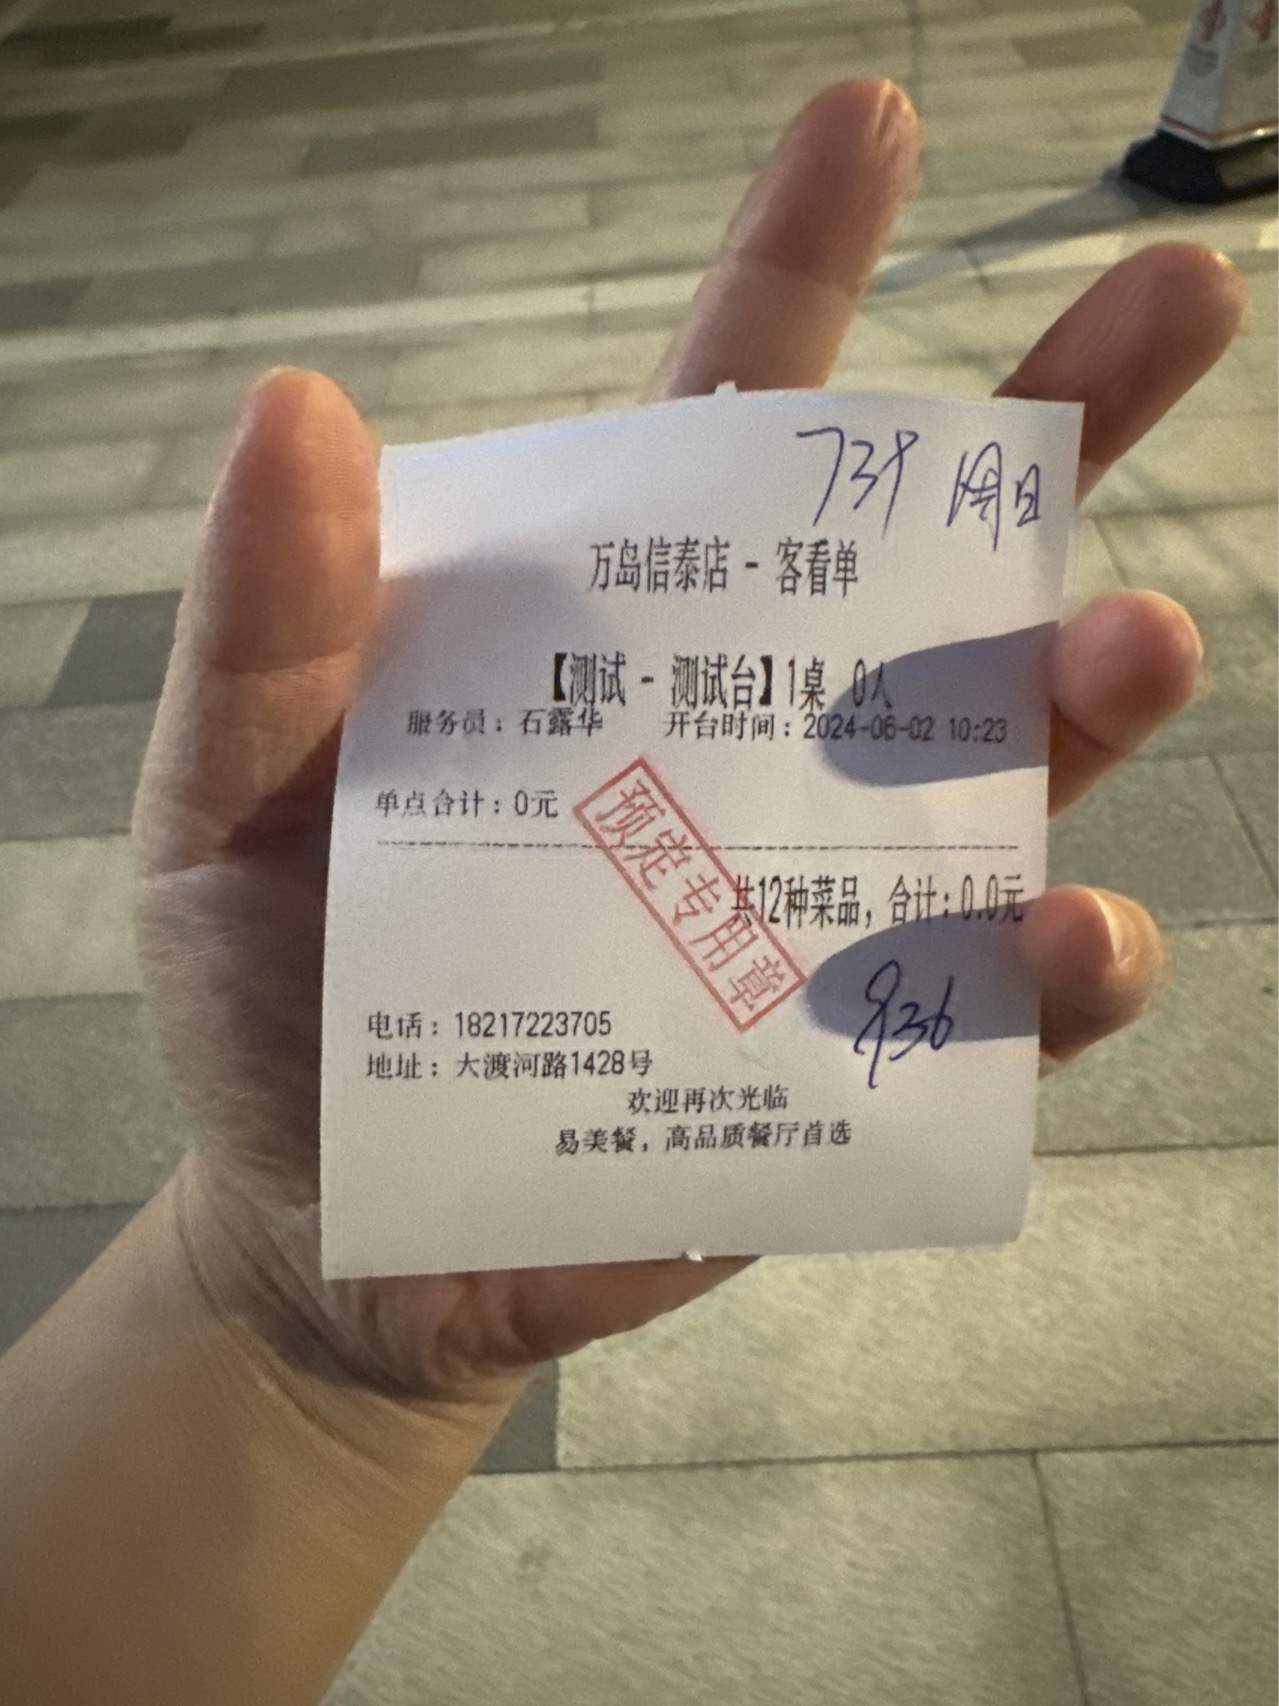 739 周日
万岛信泰店 - 客看单
【测试 - 测试台】1桌 0人
服务员：石露华 开台时间：2024-06-02 10:23
单点合计：0元
预定专用章
共12种菜品，合计：0.0元
936
电话：18217223705
地址：大渡河路1428号
欢迎再次光临
易美餐，高品质餐厅首选